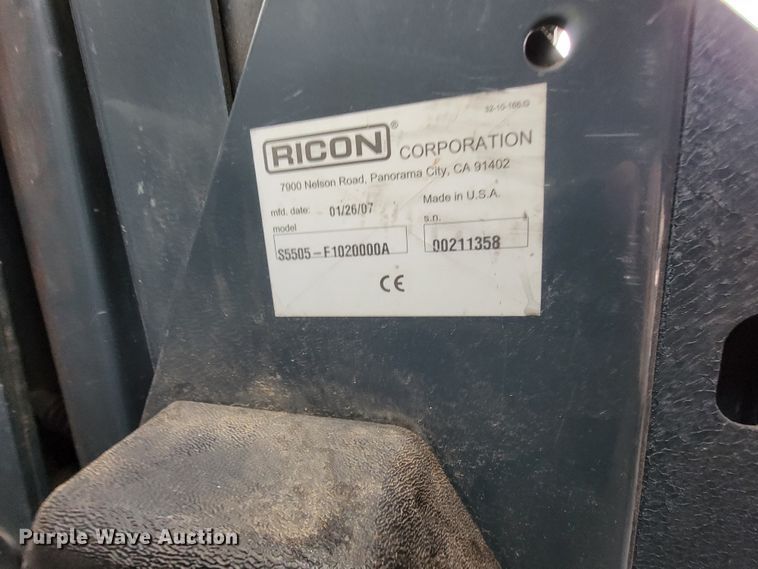 32-10-166.G
RICON® CORPORATION
7900 Nelson Road, Panorama City, CA 91402
mfd. date: 01/26/07 Made in U.S.A.
model s.n.
S5505-F1020000A 00211358
CE
Purple Wave Auction®